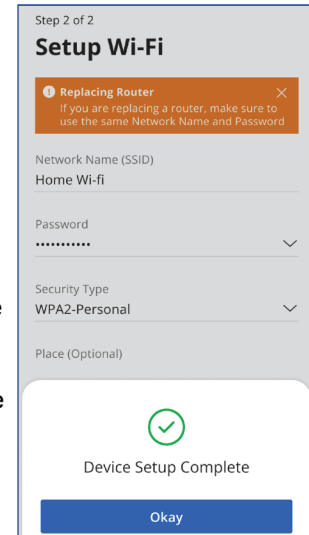 Step 2 of 2
Setup Wi-Fi
Replacing Router
If you are replacing a router, make sure to
use the same Network Name and Password
Network Name (SSID)
Home Wi-fi
Password
•••••••••••
Security Type
WPA2-Personal
Place (Optional)
Device Setup Complete
Okay